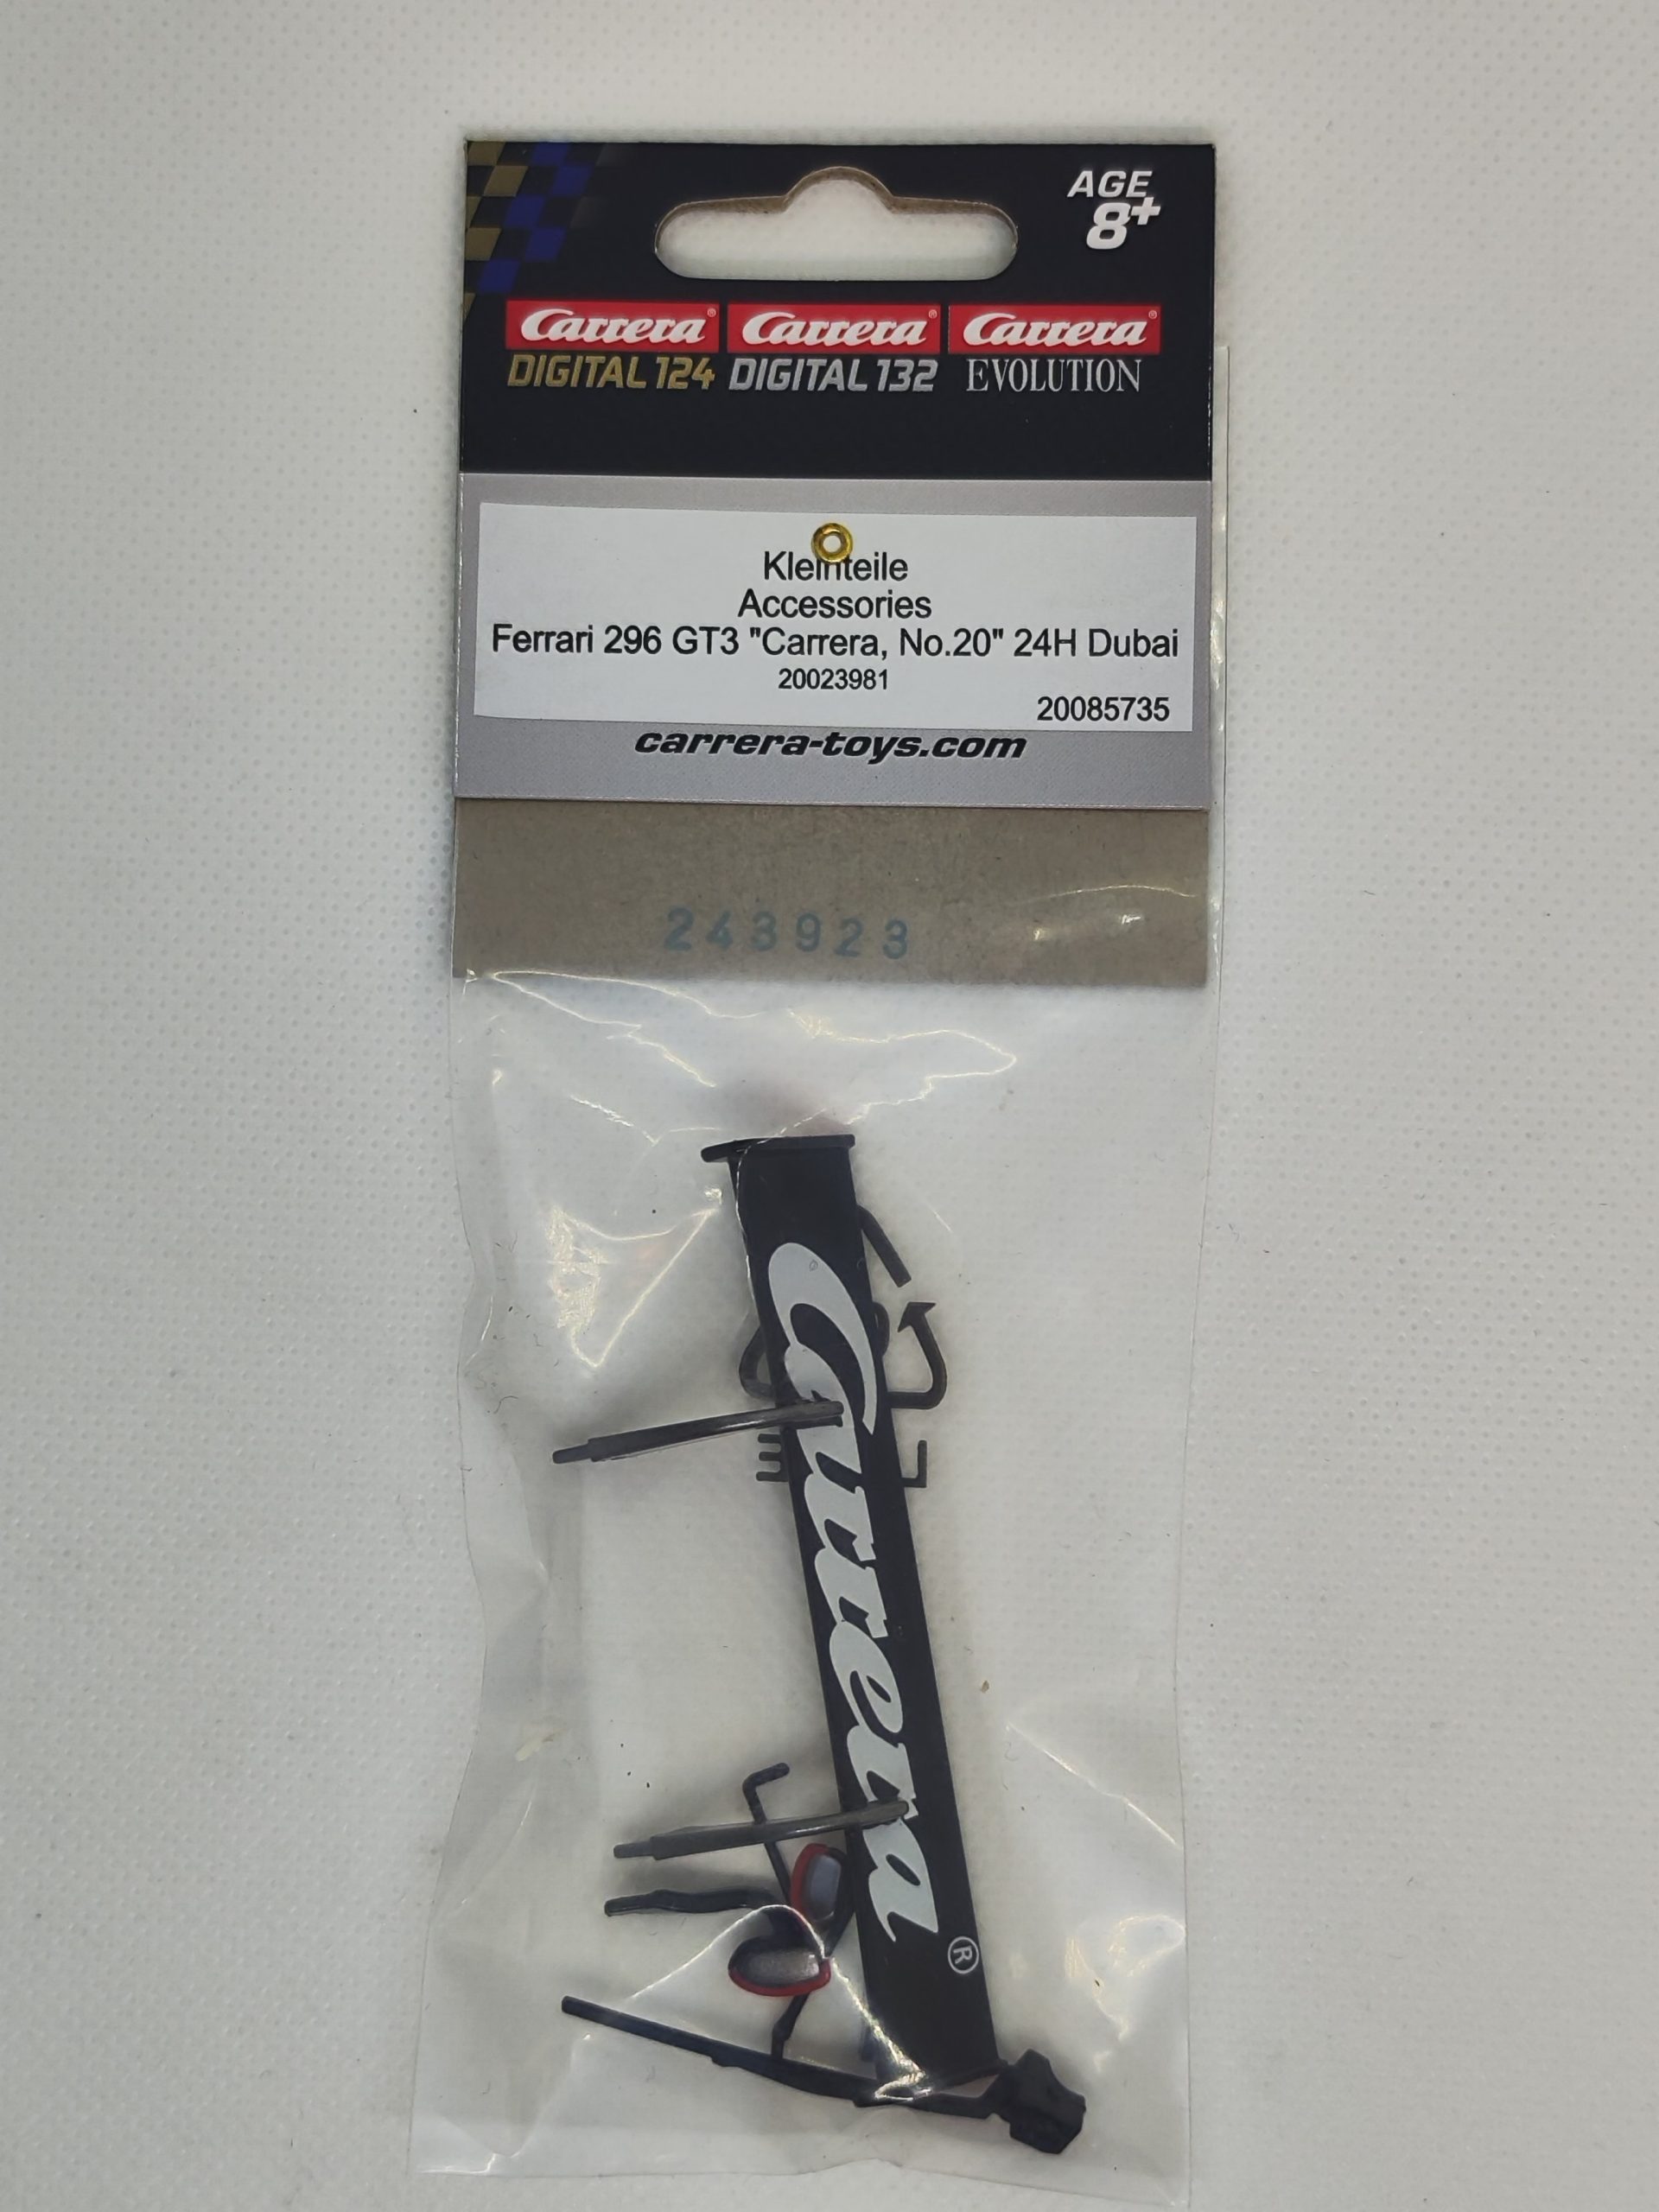 AGE
8+
Carrera® Carrera® Carrera®
DIGITAL 124 DIGITAL 132 EVOLUTION
Kleinteile
Accessories
Ferrari 296 GT3 "Carrera, No.20" 24H Dubai
20023981
20085735
carrera-toys.com
243923
Carrera®